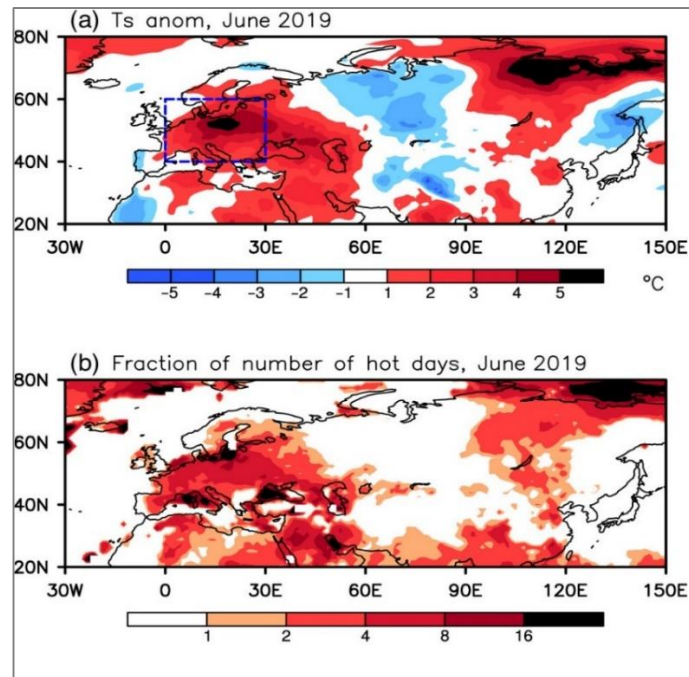 (a) Ts anom, June 2019
80N
60N
40N
20N
30W 0 30E 60E 90E 120E 150E
-5 -4 -3 -2 -1 1 2 3 4 5 °C
(b) Fraction of number of hot days, June 2019
80N
60N
40N
20N
30W 0 30E 60E 90E 120E 150E
1 2 4 8 16